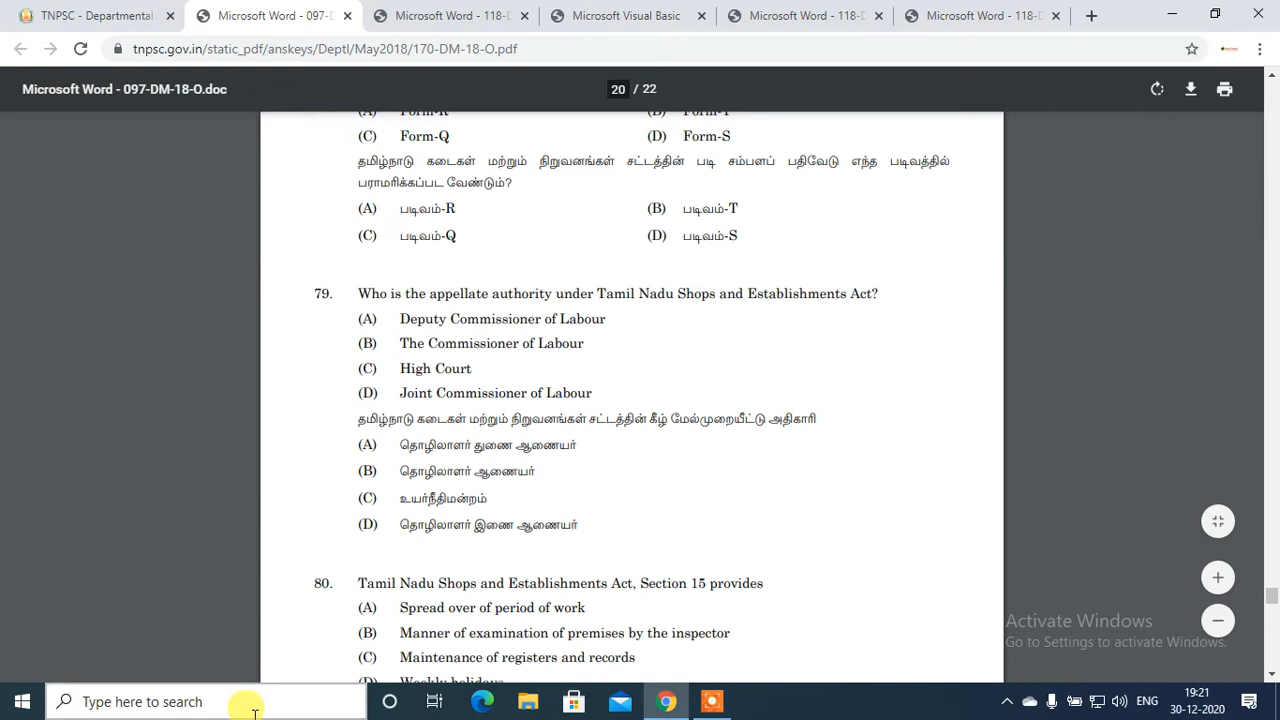 TNPSC - Departmental
Microsoft Word - 097-D
Microsoft Word - 118-D
Microsoft Visual Basic
Microsoft Word - 118-D
Microsoft Word - 118-D
tnpsc.gov.in/static_pdf/anskeys/Deptl/May2018/170-DM-18-O.pdf
Microsoft Word - 097-DM-18-O.doc
20 / 22
(A) Form-R (B) Form-T
(C) Form-Q (D) Form-S
தமிழ்நாடு கடைகள் மற்றும் நிறுவனங்கள் சட்டத்தின் படி சம்பளப் பதிவேடு எந்த படிவத்தில்
பராமரிக்கப்பட வேண்டும்?
(A) படிவம்-R (B) படிவம்-T
(C) படிவம்-Q (D) படிவம்-S
79. Who is the appellate authority under Tamil Nadu Shops and Establishments Act?
(A) Deputy Commissioner of Labour
(B) The Commissioner of Labour
(C) High Court
(D) Joint Commissioner of Labour
தமிழ்நாடு கடைகள் மற்றும் நிறுவனங்கள் சட்டத்தின் கீழ் மேல்முறையீட்டு அதிகாரி
(A) தொழிலாளர் துணை ஆணையர்
(B) தொழிலாளர் ஆணையர்
(C) உயர்நீதிமன்றம்
(D) தொழிலாளர் இணை ஆணையர்
80. Tamil Nadu Shops and Establishments Act, Section 15 provides
(A) Spread over of period of work
(B) Manner of examination of premises by the inspector
(C) Maintenance of registers and records
(D) Weekly holidays
Activate Windows
Go to Settings to activate Windows.
Type here to search
ENG
19:21
30-12-2020